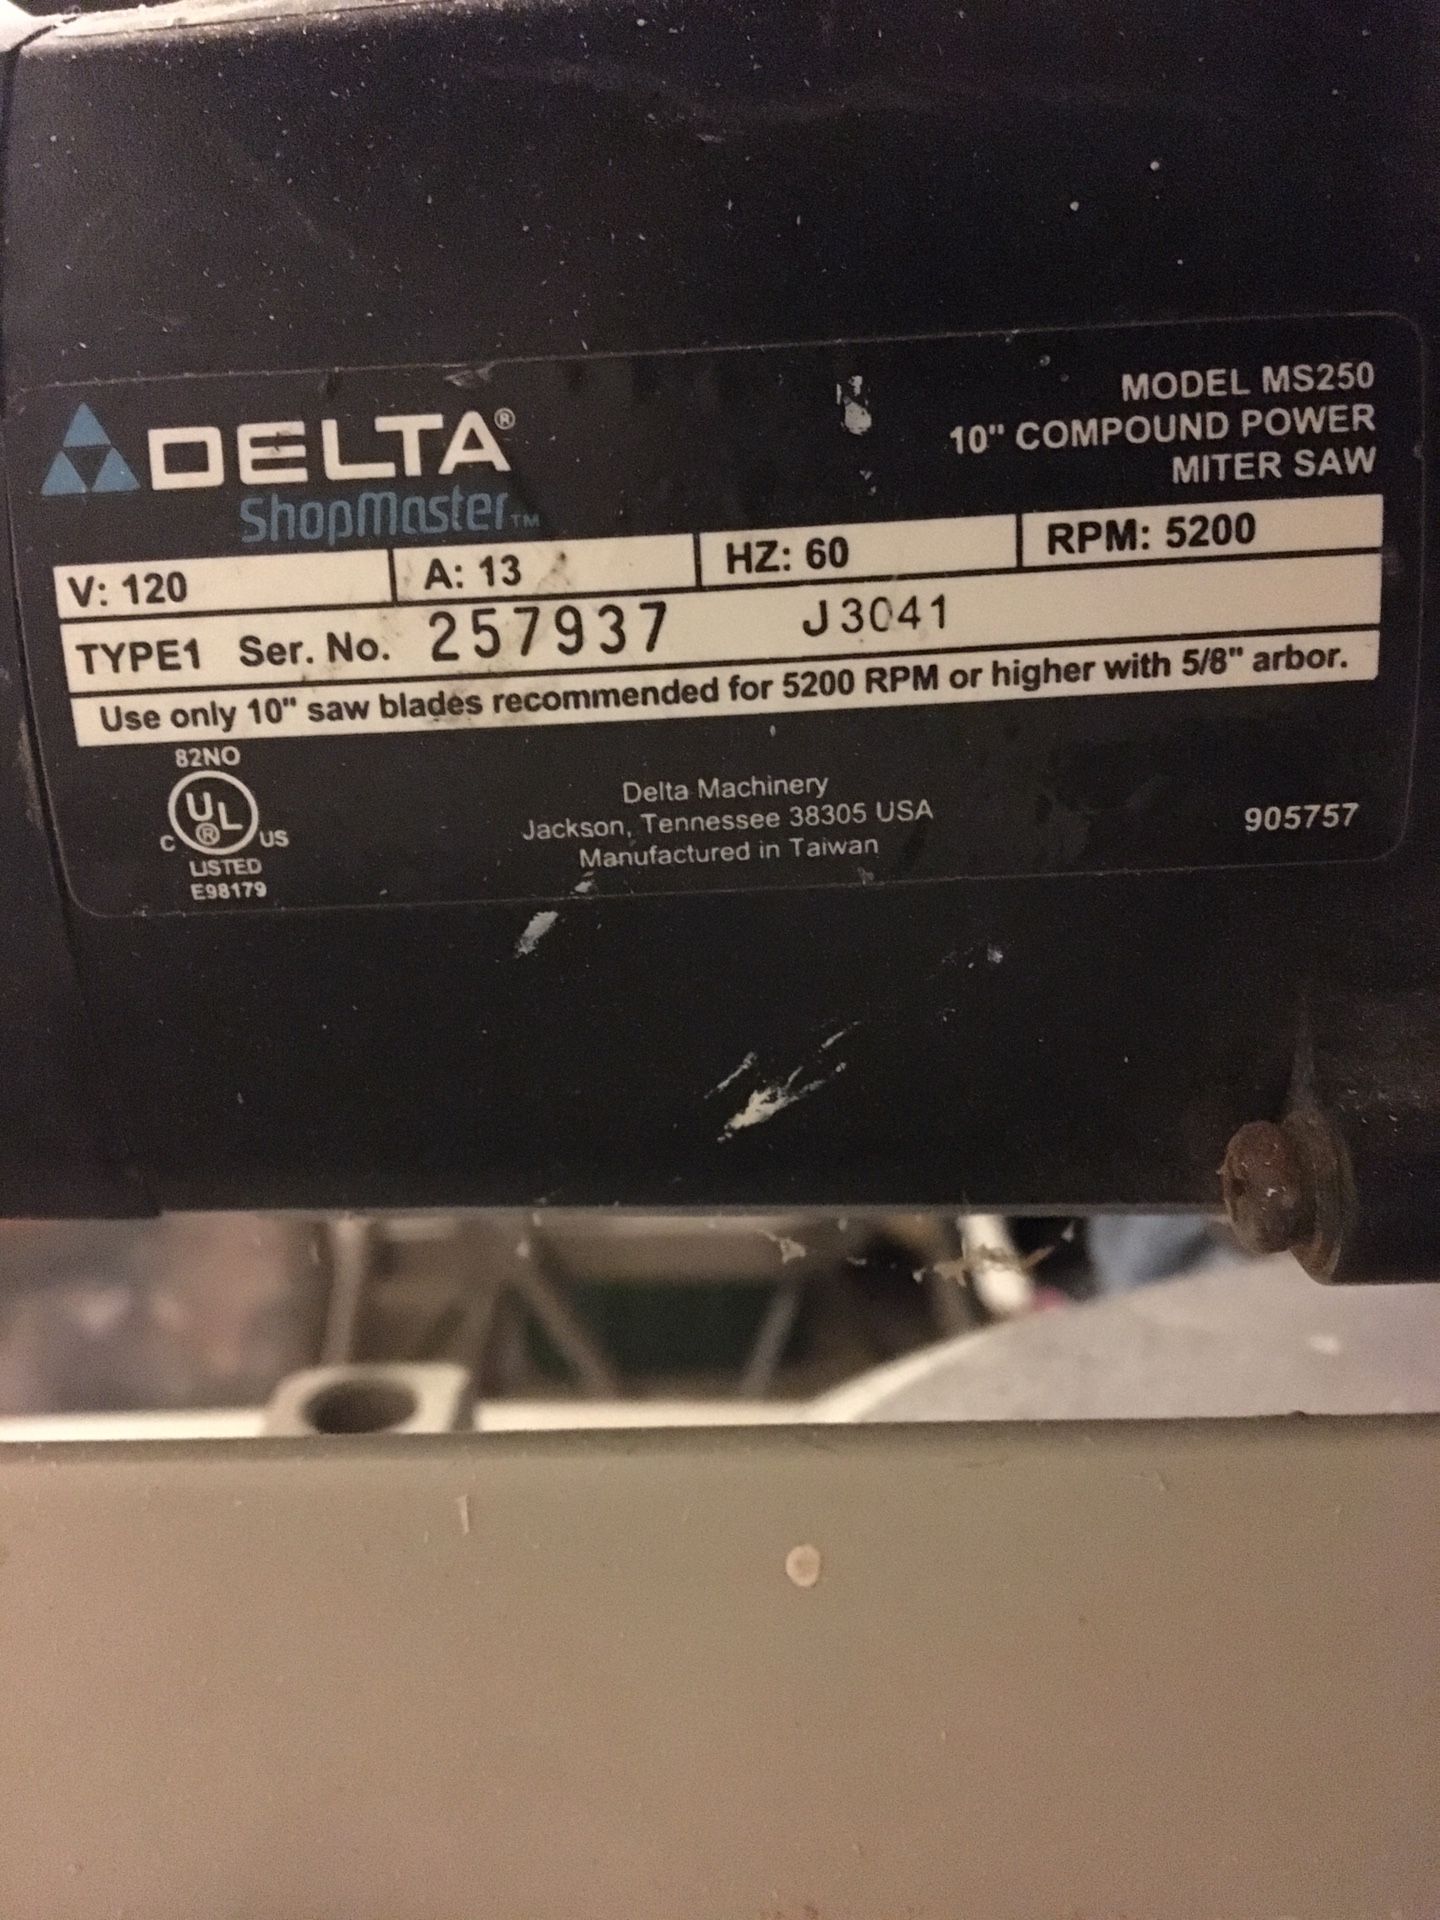 DELTA®
ShopMaster™
MODEL MS250
10" COMPOUND POWER
MITER SAW
V: 120 A: 13 HZ: 60 RPM: 5200
TYPE1 Ser. No. 257937 J3041
Use only 10" saw blades recommended for 5200 RPM or higher with 5/8" arbor.
82NO
C UL® US
LISTED
E98179
Delta Machinery
Jackson, Tennessee 38305 USA
Manufactured in Taiwan
905757